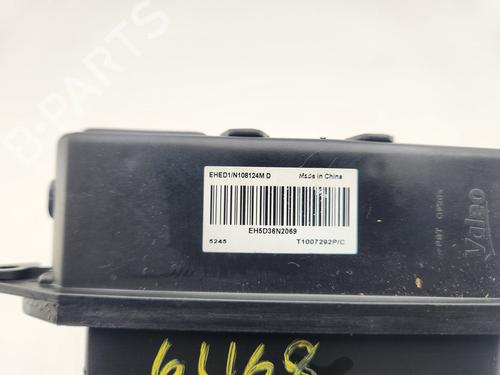 B-PARTS
EHED1/N108124M D Made in China
EH5D36N2069
5245 T1007292P/C
Valeo
6468